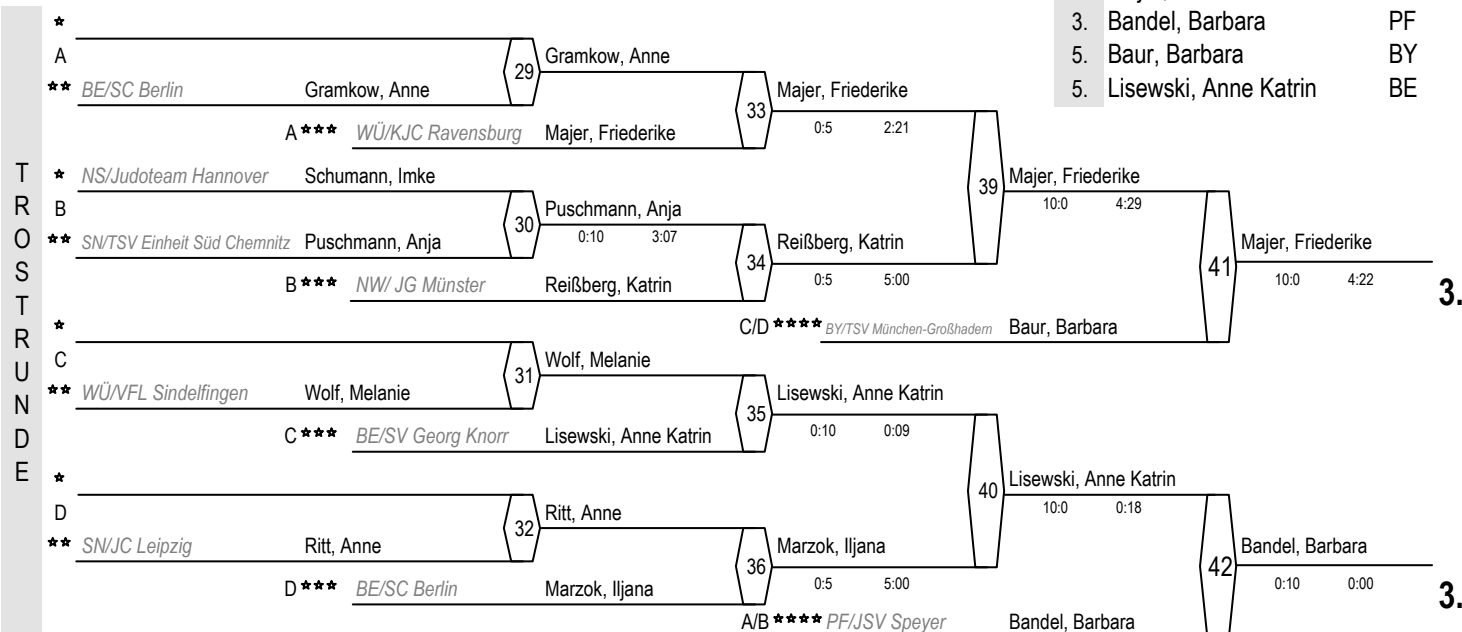 3. Bandel, Barbara PF
5. Baur, Barbara BY
5. Lisewski, Anne Katrin BE
TROSTRUNDE
*
A
** BE/SC Berlin Gramkow, Anne
29
Gramkow, Anne
A *** WÜ/KJC Ravensburg Majer, Friederike
33
Majer, Friederike
0:5 2:21
* NS/Judoteam Hannover Schumann, Imke
B
** SN/TSV Einheit Süd Chemnitz Puschmann, Anja
30
Puschmann, Anja
0:10 3:07
B *** NW/ JG Münster Reißberg, Katrin
34
Reißberg, Katrin
0:5 5:00
39
Majer, Friederike
10:0 4:29
C/D **** BY/TSV München-Großhadern Baur, Barbara
41
Majer, Friederike
10:0 4:22
3.
*
C
** WÜ/VFL Sindelfingen Wolf, Melanie
31
Wolf, Melanie
C *** BE/SV Georg Knorr Lisewski, Anne Katrin
35
Lisewski, Anne Katrin
0:10 0:09
*
D
** SN/JC Leipzig Ritt, Anne
32
Ritt, Anne
D *** BE/SC Berlin Marzok, Iljana
36
Marzok, Iljana
0:5 5:00
40
Lisewski, Anne Katrin
10:0 0:18
A/B **** PF/JSV Speyer Bandel, Barbara
42
Bandel, Barbara
0:10 0:00
3.